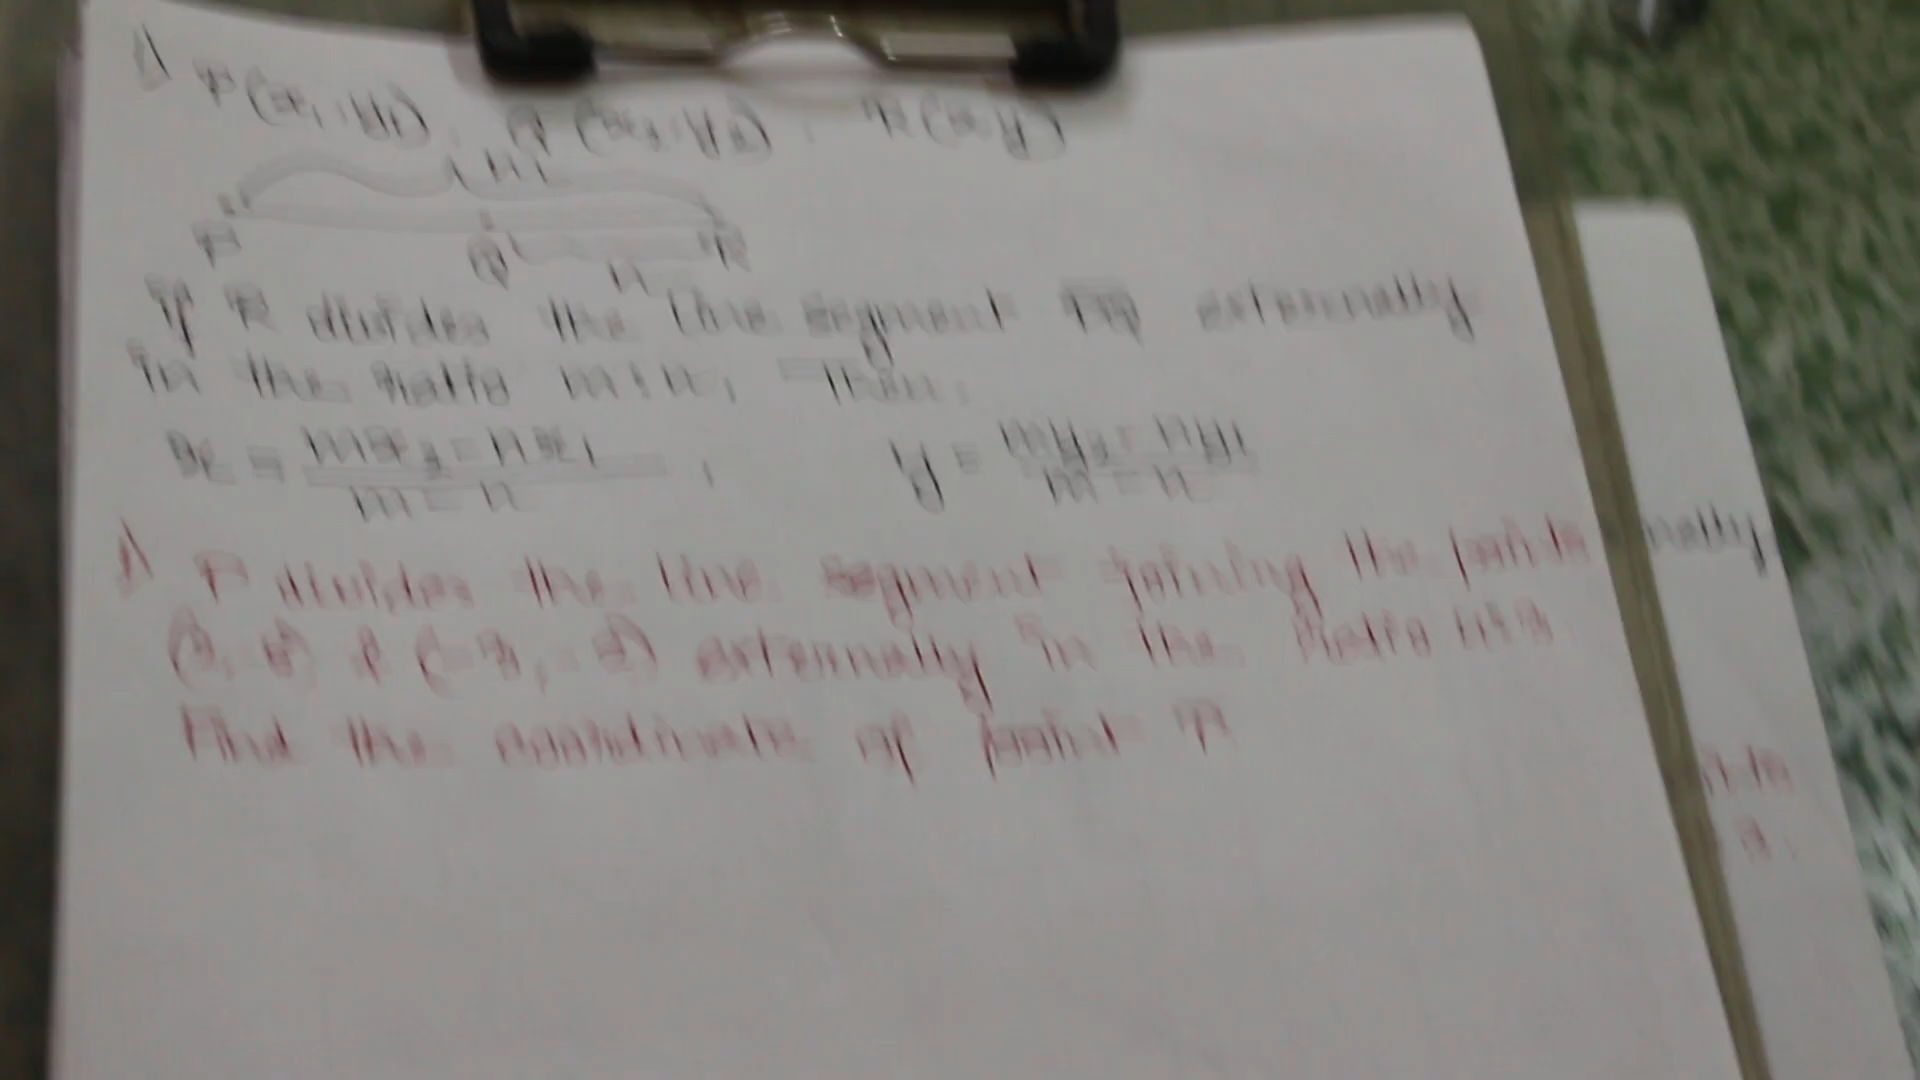 P(x₁, y₁), Q(x₂, y₂), R(x, y)
m
P Q R
n
If R divides the line segment PQ externally
in the ratio m:n, Then,
x = (mx₂ - nx₁)/(m - n), y = (my₂ - ny₁)/(m - n)
P divides the line segment joining the points
externally in the Ratio
Find the coordinate of point P
nally